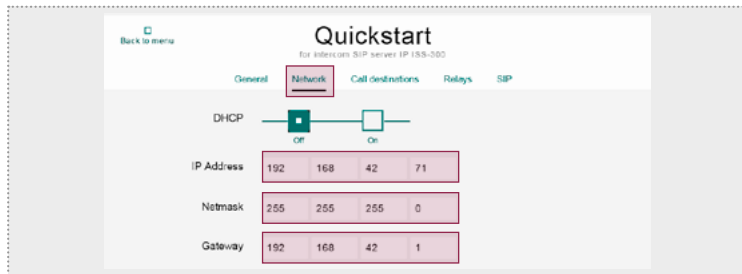 Back to menu
Quickstart
for intercom SIP server IP ISS-300
General Network Call destinations Relays SIP
DHCP
Off On
IP Address 192 168 42 71
Netmask 255 255 255 0
Gateway 192 168 42 1